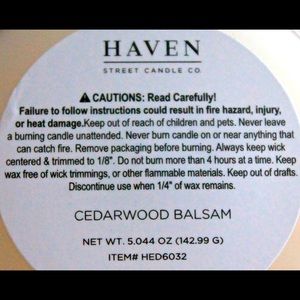 HAVEN
STREET CANDLE CO.
⚠ CAUTIONS: Read Carefully!
Failure to follow instructions could result in fire hazard, injury,
or heat damage.Keep out of reach of children and pets. Never leave
a burning candle unattended. Never burn candle on or near anything that
can catch fire. Remove packaging before burning. Always keep wick
centered & trimmed to 1/8". Do not burn more than 4 hours at a time. Keep
wax free of wick trimmings, or other flammable materials. Keep out of drafts.
Discontinue use when 1/4" of wax remains.
CEDARWOOD BALSAM
NET WT. 5.044 OZ (142.99 G)
ITEM# HED6032